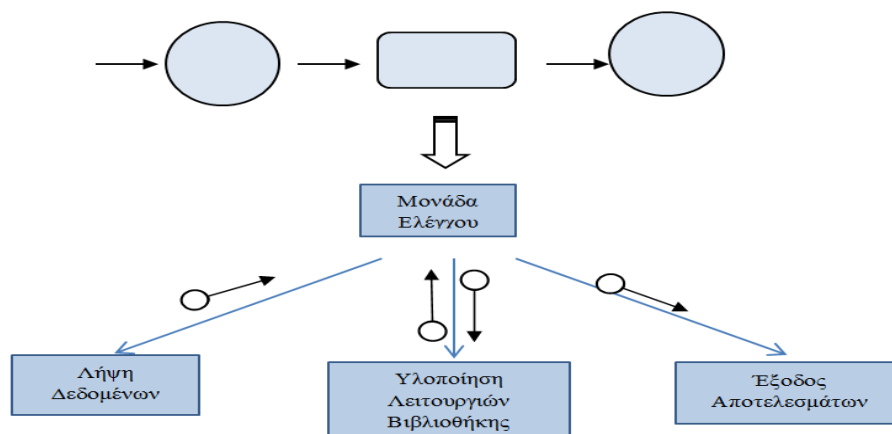 Μονάδα
Ελέγχου
Λήψη
Δεδομένων
Υλοποίηση
Λειτουργιών
Βιβλιοθήκης
Έξοδος
Αποτελεσμάτων